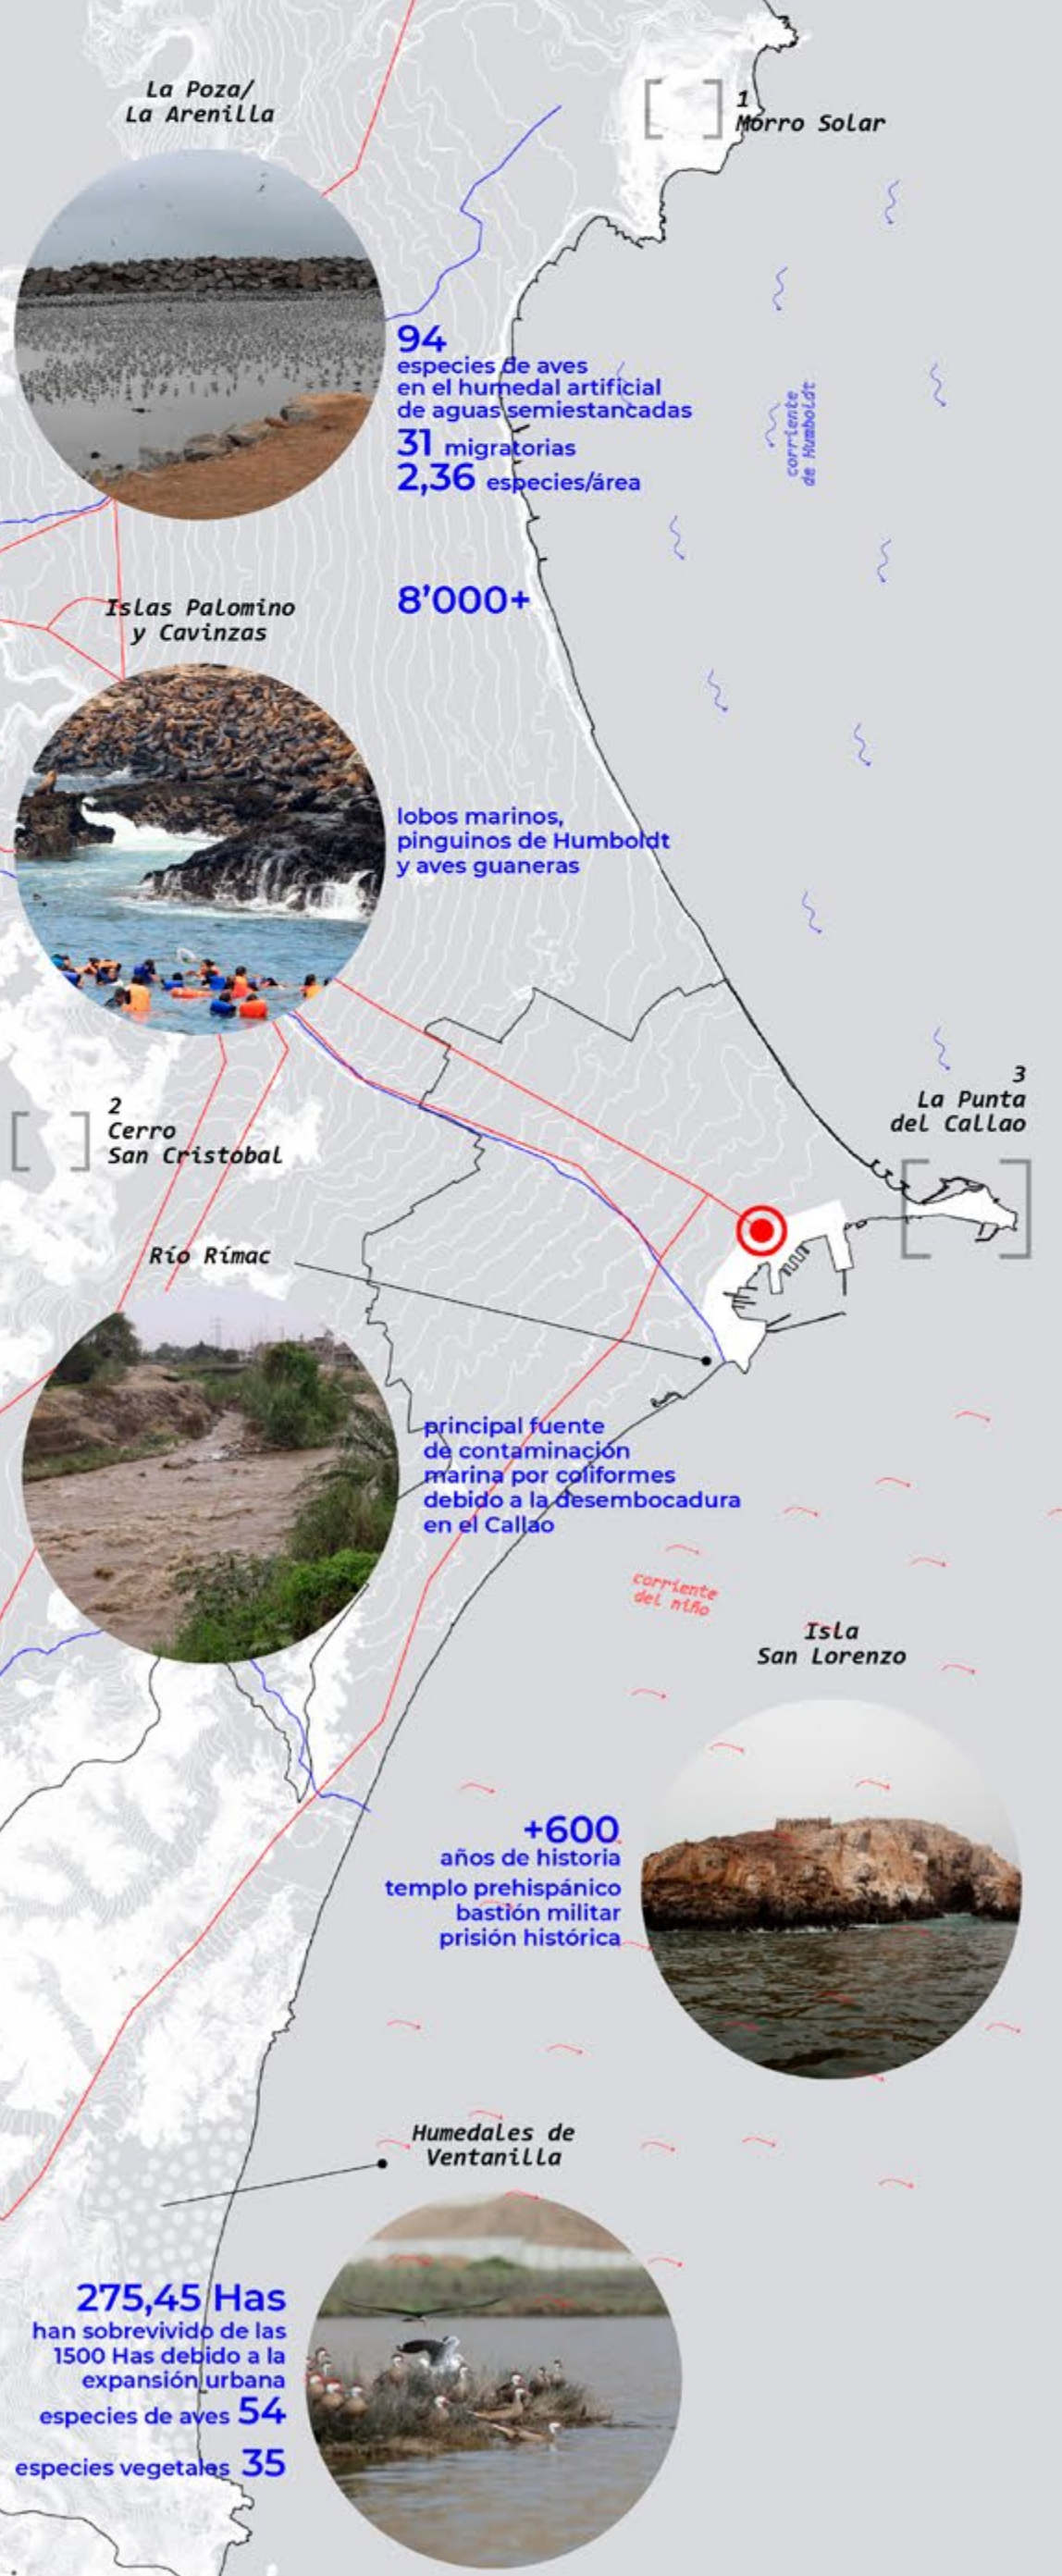 La Poza/
La Arenilla
1
Morro Solar
94
especies de aves
en el humedal artificial
de aguas semiestancadas
31 migratorias
2,36 especies/área
corriente
de Humboldt
8'000+
Islas Palomino
y Cavinzas
lobos marinos,
pinguinos de Humboldt
y aves guaneras
2
Cerro
San Cristobal
3
La Punta
del Callao
Río Rímac
principal fuente
de contaminación
marina por coliformes
debido a la desembocadura
en el Callao
corriente
del niño
Isla
San Lorenzo
+600
años de historia
templo prehispánico
bastión militar
prisión histórica
Humedales de
Ventanilla
275,45 Has
han sobrevivido de las
1500 Has debido a la
expansión urbana
especies de aves 54
especies vegetales 35